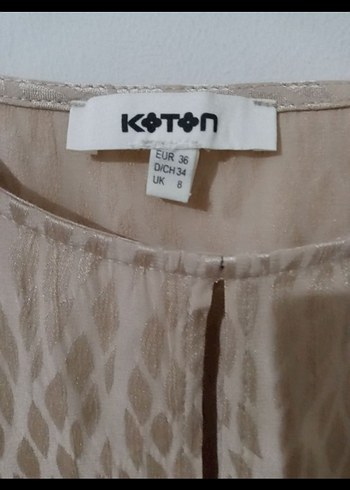 KOTON
EUR 36
D/CH 34
UK 8